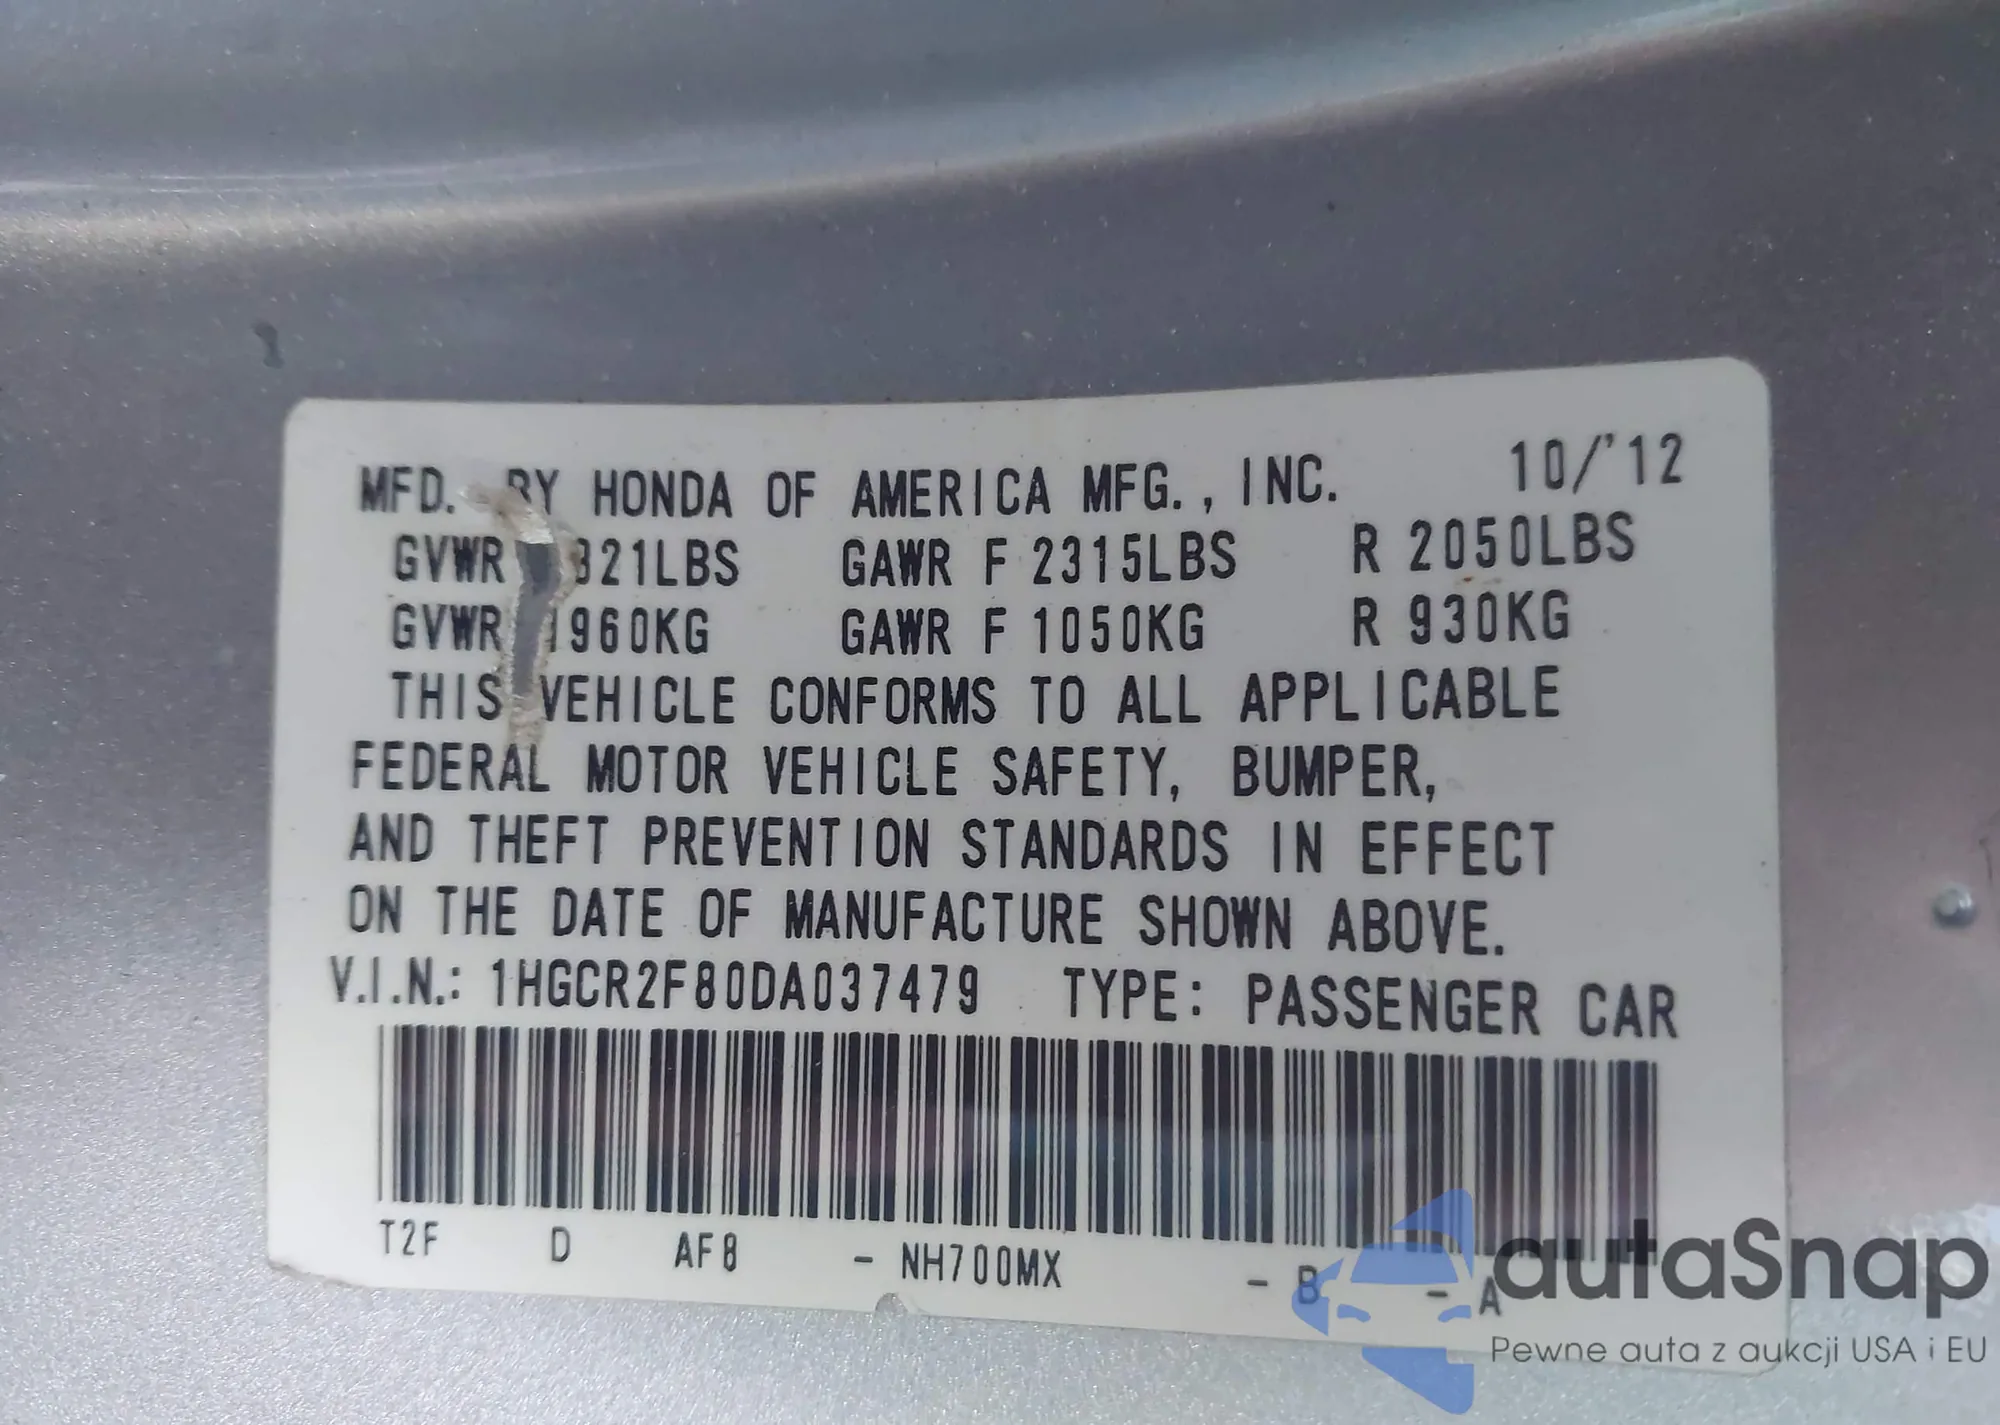 MFD. BY HONDA OF AMERICA MFG., INC. 10/'12
GVWR 321LBS GAWR F 2315LBS R 2050LBS
GVWR 1960KG GAWR F 1050KG R 930KG
THIS VEHICLE CONFORMS TO ALL APPLICABLE
FEDERAL MOTOR VEHICLE SAFETY, BUMPER,
AND THEFT PREVENTION STANDARDS IN EFFECT
ON THE DATE OF MANUFACTURE SHOWN ABOVE.
V.I.N.: 1HGCR2F80DA037479 TYPE: PASSENGER CAR
T2F D AF8 - NH700MX - B - A
autaSnap
Pewne auta z aukcji USA i EU